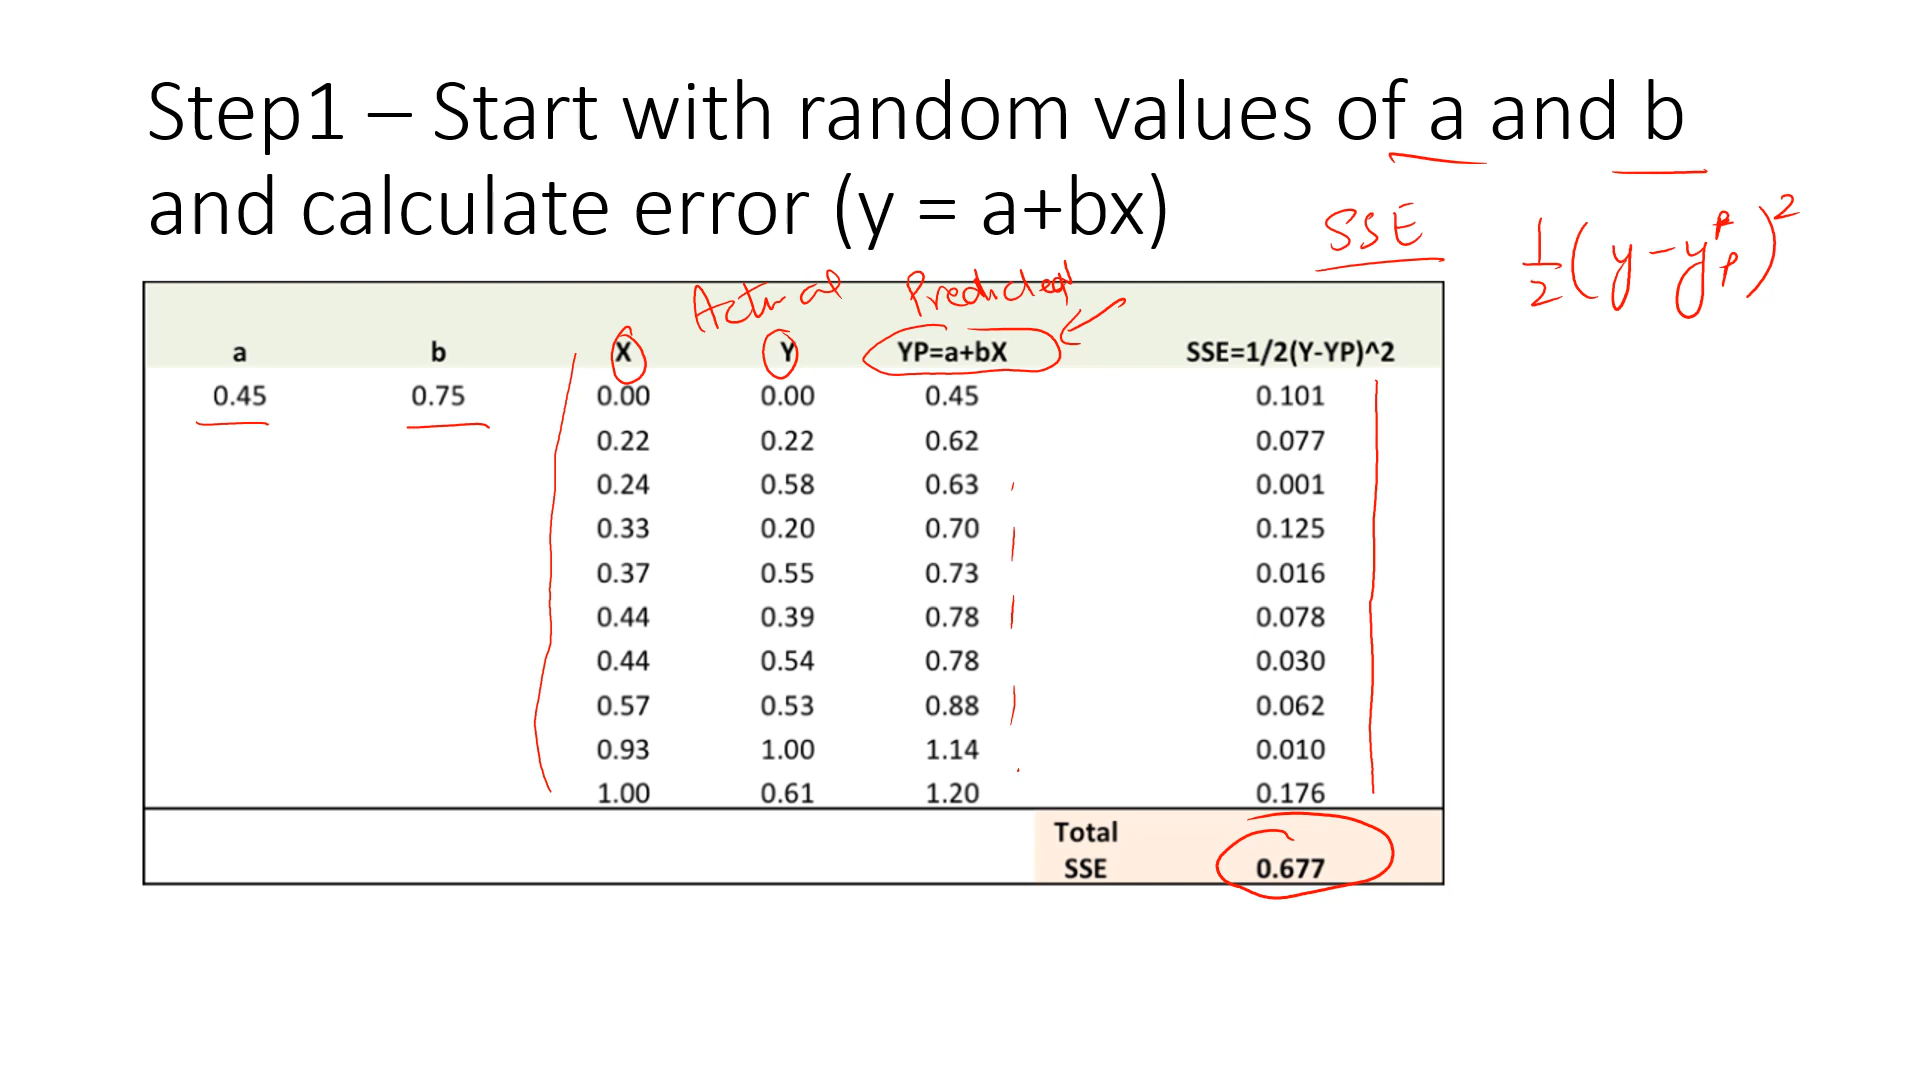 Step1 – Start with random values of a and b
and calculate error (y = a+bx)
SSE 1/2(y-y^P_P)^2
Actual Predicted
a b X Y YP=a+bX SSE=1/2(Y-YP)^2
0.45 0.75 0.00 0.00 0.45 0.101
0.22 0.22 0.62 0.077
0.24 0.58 0.63 0.001
0.33 0.20 0.70 0.125
0.37 0.55 0.73 0.016
0.44 0.39 0.78 0.078
0.44 0.54 0.78 0.030
0.57 0.53 0.88 0.062
0.93 1.00 1.14 0.010
1.00 0.61 1.20 0.176
Total
SSE 0.677